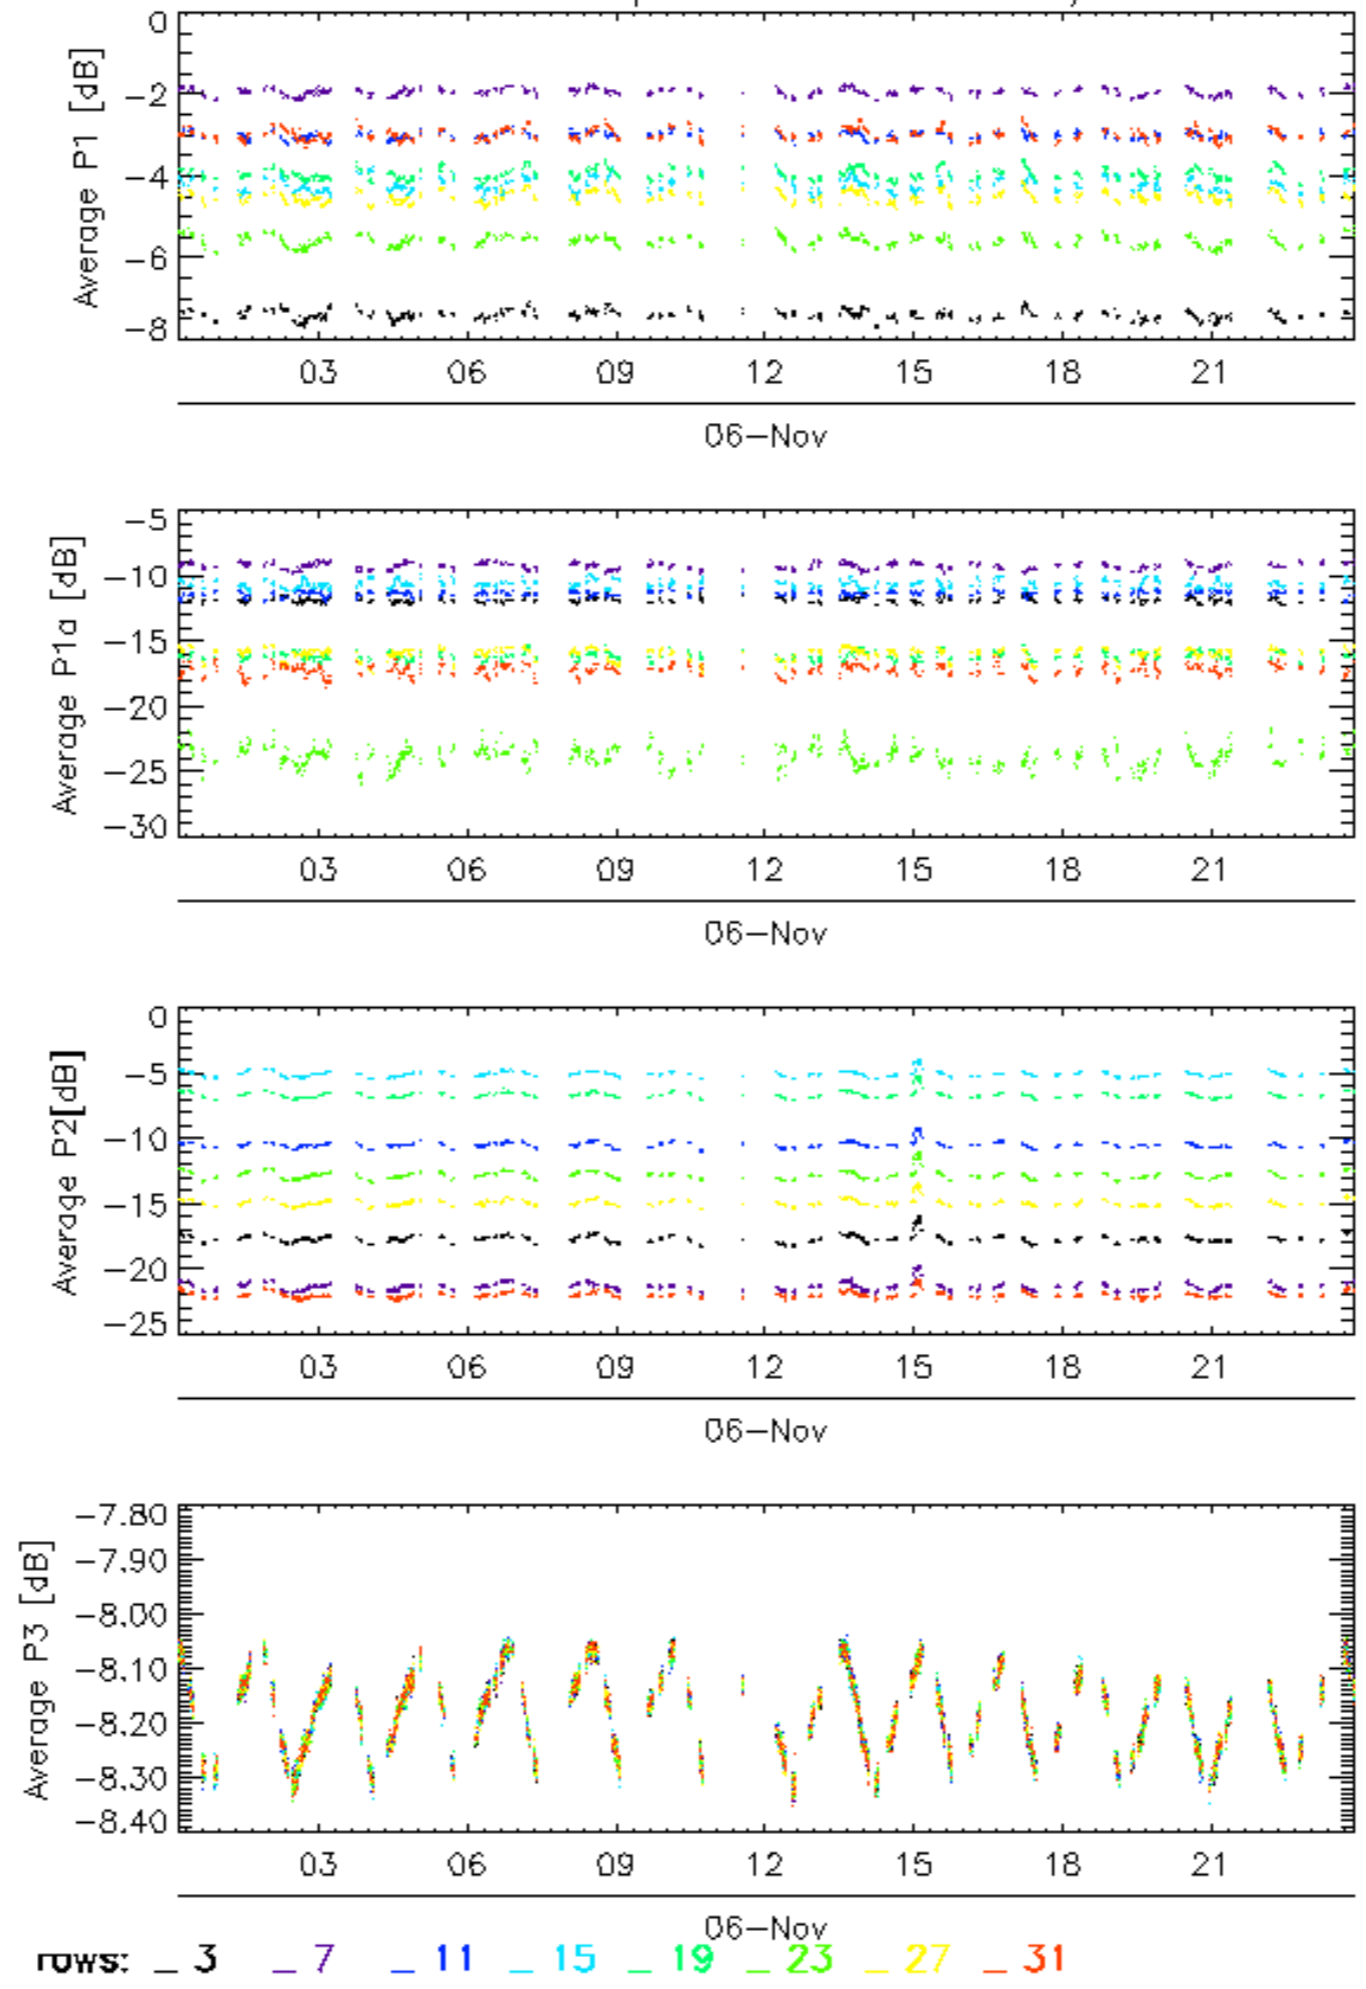 0
−2
−4
−6
−8
Average P1 [dB]
03 06 09 12 15 18 21
06−Nov
−5
−10
−15
−20
−25
−30
Average P1a [dB]
03 06 09 12 15 18 21
06−Nov
0
−5
−10
−15
−20
−25
Average P2[dB]
03 06 09 12 15 18 21
06−Nov
−7.80
−7.90
−8.00
−8.10
−8.20
−8.30
−8.40
Average P3 [dB]
03 06 09 12 15 18 21
06−Nov
rows: _ 3 _ 7 _ 11 _ 15 _ 19 _ 23 _ 27 _ 31